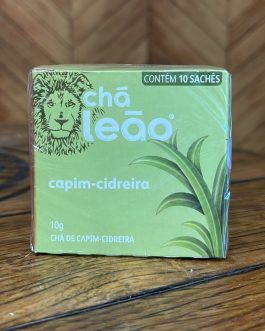 CONTÉM 10 SACHÊS
chá
leão®
capim-cidreira
10g
CHÁ DE CAPIM-CIDREIRA